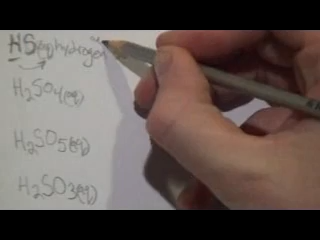 HS(aq) hydrogen
H₂SO₄(aq)
H₂SO₅(aq)
H₂SO₃(aq)